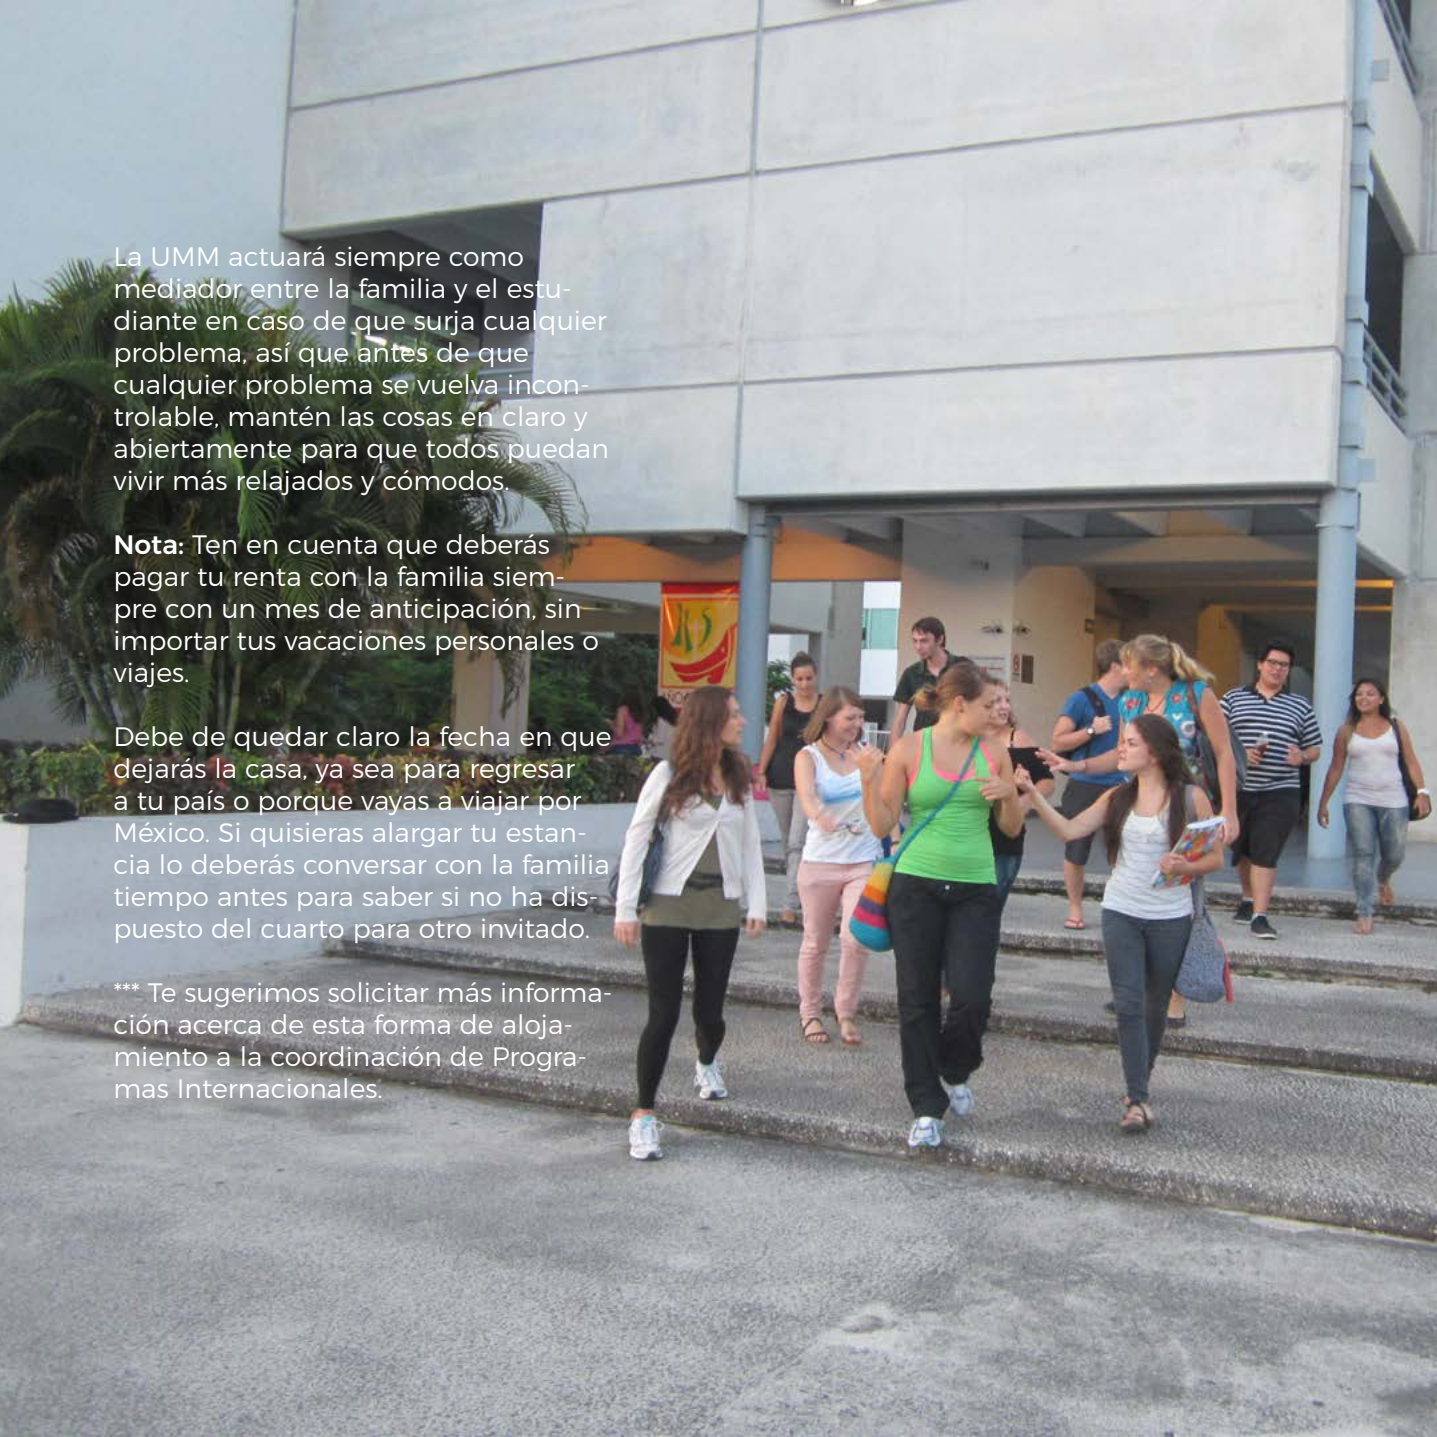 La UMM actuará siempre como
mediador entre la familia y el estu-
diante en caso de que surja cualquier
problema, así que antes de que
cualquier problema se vuelva incon-
trolable, mantén las cosas en claro y
abiertamente para que todos puedan
vivir más relajados y cómodos.
Nota: Ten en cuenta que deberás
pagar tu renta con la familia siem-
pre con un mes de anticipación, sin
importar tus vacaciones personales o
viajes.
Debe de quedar claro la fecha en que
dejarás la casa, ya sea para regresar
a tu país o porque vayas a viajar por
México. Si quisieras alargar tu estan-
cia lo deberás conversar con la familia
tiempo antes para saber si no ha dis-
puesto del cuarto para otro invitado.
*** Te sugerimos solicitar más informa-
ción acerca de esta forma de aloja-
miento a la coordinación de Progra-
mas Internacionales.